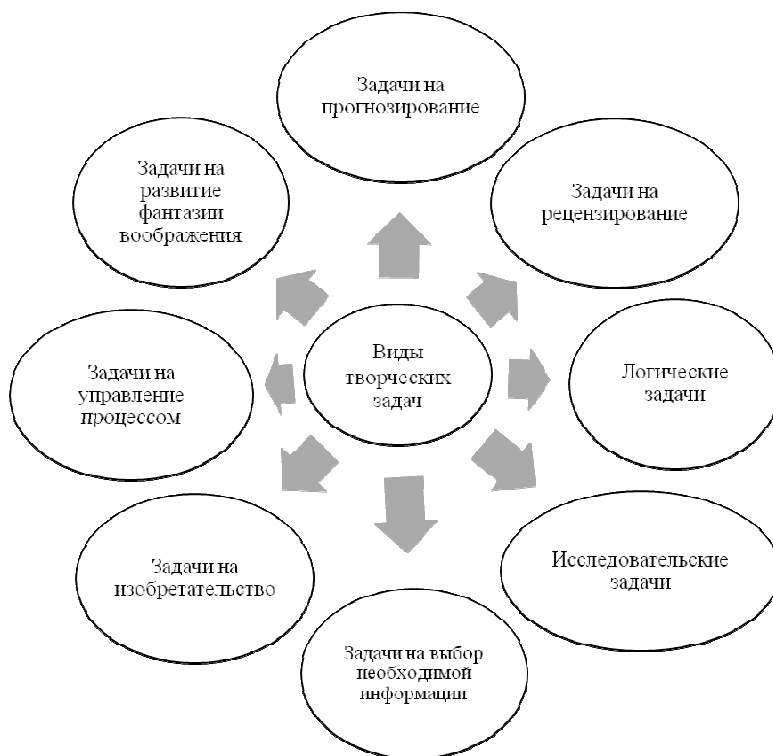 Задачи на
прогнозирование
Задачи на
развитие
фантазии
воображения
Задачи на
рецензирование
Виды
творческих
задач
Задачи на
управление
процессом
Логические
задачи
Задачи на
изобретательство
Исследовательские
задачи
Задачи на выбор
необходимой
информации